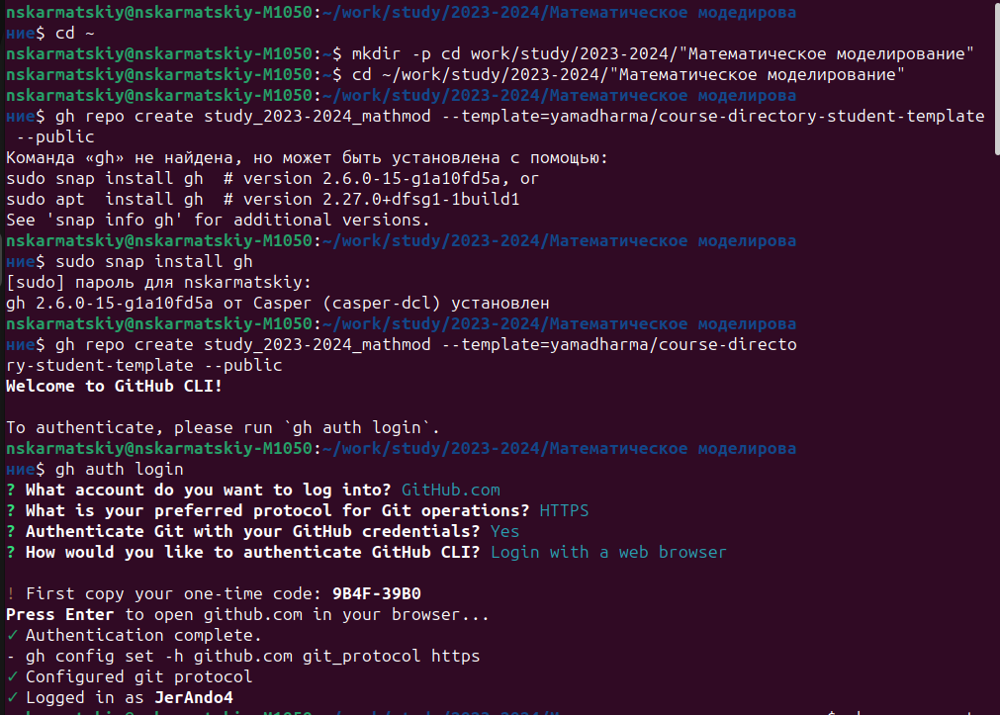 nskarmatskiy@nskarmatskiy-M1050:~/work/study/2023-2024/Математическое модедирова
ние$ cd ~
nskarmatskiy@nskarmatskiy-M1050:~$ mkdir -p cd work/study/2023-2024/"Математическое моделирование"
nskarmatskiy@nskarmatskiy-M1050:~$ cd ~/work/study/2023-2024/"Математическое моделирование"
nskarmatskiy@nskarmatskiy-M1050:~/work/study/2023-2024/Математическое моделирова
ние$ gh repo create study_2023-2024_mathmod --template=yamadharma/course-directory-student-template
 --public
Команда «gh» не найдена, но может быть установлена с помощью:
sudo snap install gh  # version 2.6.0-15-g1a10fd5a, or
sudo apt  install gh  # version 2.27.0+dfsg1-1build1
See 'snap info gh' for additional versions.
nskarmatskiy@nskarmatskiy-M1050:~/work/study/2023-2024/Математическое моделирова
ние$ sudo snap install gh
[sudo] пароль для nskarmatskiy:
gh 2.6.0-15-g1a10fd5a от Casper (casper-dcl) установлен
nskarmatskiy@nskarmatskiy-M1050:~/work/study/2023-2024/Математическое моделирова
ние$ gh repo create study_2023-2024_mathmod --template=yamadharma/course-directo
ry-student-template --public
Welcome to GitHub CLI!
To authenticate, please run `gh auth login`.
nskarmatskiy@nskarmatskiy-M1050:~/work/study/2023-2024/Математическое моделирова
ние$ gh auth login
? What account do you want to log into? GitHub.com
? What is your preferred protocol for Git operations? HTTPS
? Authenticate Git with your GitHub credentials? Yes
? How would you like to authenticate GitHub CLI? Login with a web browser
! First copy your one-time code: 9B4F-39B0
Press Enter to open github.com in your browser...
✓ Authentication complete.
- gh config set -h github.com git_protocol https
✓ Configured git protocol
✓ Logged in as JerAndo4